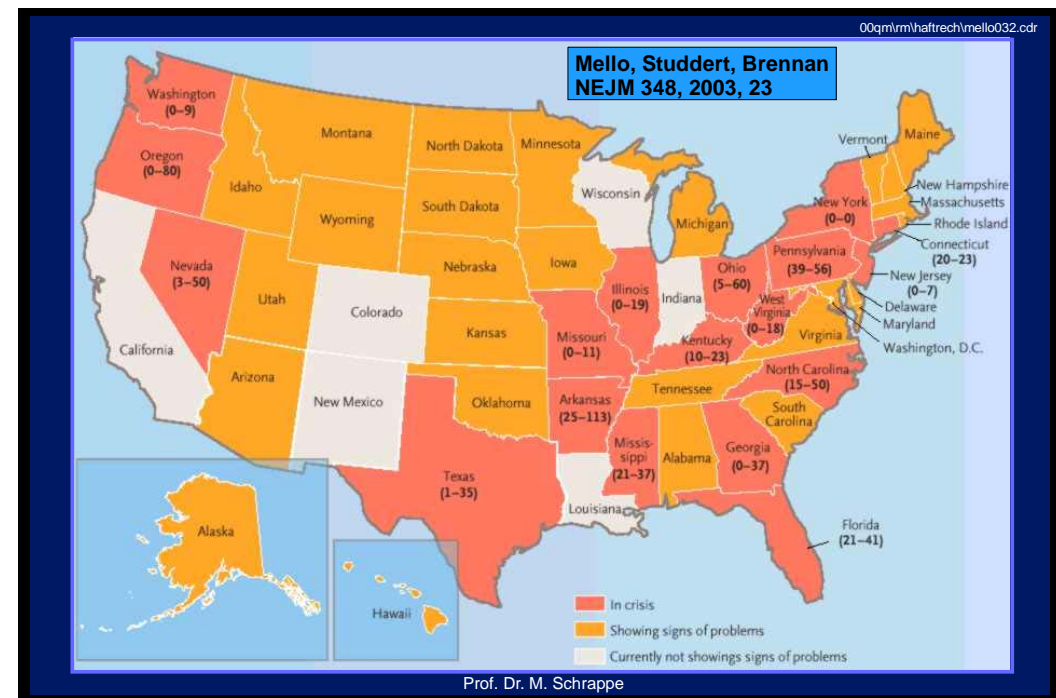 00qm\rm\haftrech\mello032.cdr
Mello, Studdert, Brennan
NEJM 348, 2003, 23
Washington
(0–9)
Oregon
(0–80)
Idaho
Montana
North Dakota
Minnesota
Wisconsin
Michigan
Vermont
Maine
New Hampshire
Massachusetts
Rhode Island
Connecticut
(20–23)
New York
(0–0)
Wyoming
South Dakota
Nevada
(3–50)
Utah
Colorado
Nebraska
Iowa
Illinois
(0–19)
Indiana
Ohio
(5–60)
Pennsylvania
(39–56)
New Jersey
(0–7)
Delaware
Maryland
Washington, D.C.
West
Virginia
(0–18)
Virginia
California
Kansas
Missouri
(0–11)
Kentucky
(10–23)
North Carolina
(15–50)
Arizona
New Mexico
Oklahoma
Arkansas
(25–113)
Tennessee
South
Carolina
Texas
(1–35)
Missis-
sippi
(21–37)
Alabama
Georgia
(0–37)
Louisiana
Florida
(21–41)
Alaska
Hawaii
In crisis
Showing signs of problems
Currently not showings signs of problems
Prof. Dr. M. Schrappe